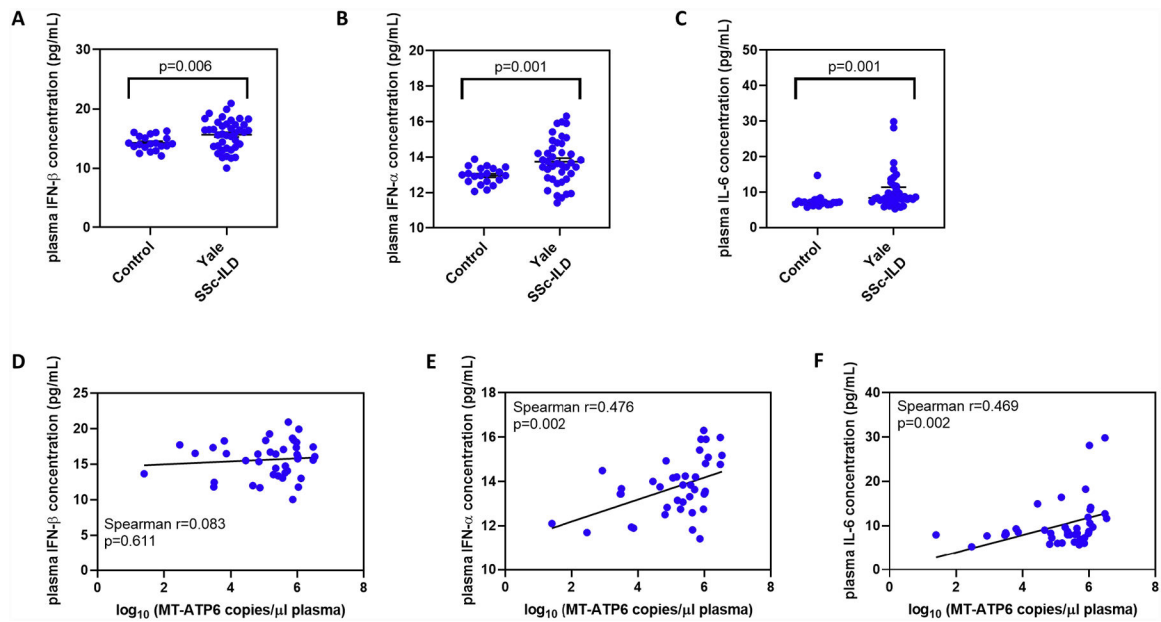 A
plasma IFN-β concentration (pg/mL)
30
20
10
0
p=0.006
Control
Yale
SSc-ILD
B
plasma IFN-α concentration (pg/mL)
20
18
16
14
12
10
p=0.001
Control
Yale
SSc-ILD
C
plasma IL-6 concentration (pg/mL)
50
40
30
20
10
0
p=0.001
Control
Yale
SSc-ILD
D
plasma IFN-β concentration (pg/mL)
25
20
15
10
5
0
Spearman r=0.083
p=0.611
0 2 4 6 8
log10 (MT-ATP6 copies/μl plasma)
E
plasma IFN-α concentration (pg/mL)
18
16
14
12
10
Spearman r=0.476
p=0.002
0 2 4 6 8
log10 (MT-ATP6 copies/μl plasma)
F
plasma IL-6 concentration (pg/mL)
40
30
20
10
0
Spearman r=0.469
p=0.002
0 2 4 6 8
log10 (MT-ATP6 copies/μl plasma)